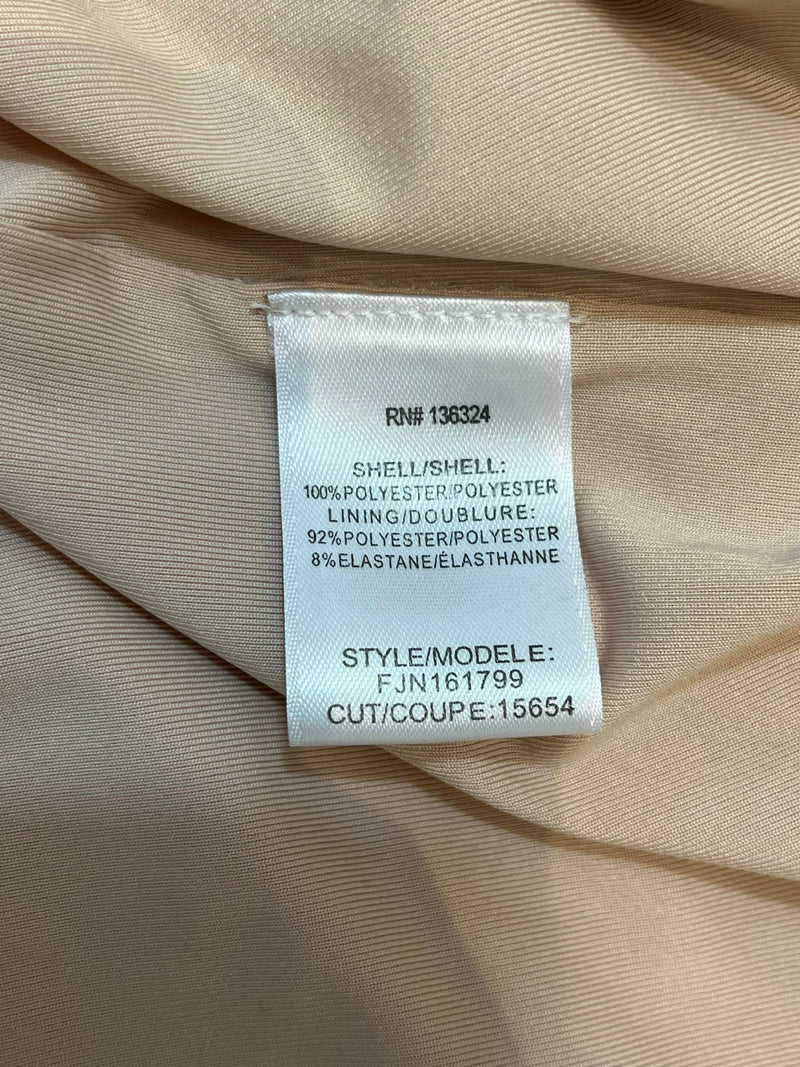 RN# 136324
SHELL/SHELL:
100%POLYESTER/POLYESTER
LINING/DOUBLURE:
92%POLYESTER/POLYESTER
8%ELASTANE/ÉLASTHANNE
STYLE/MODELE:
FJN161799
CUT/COUPE:15654